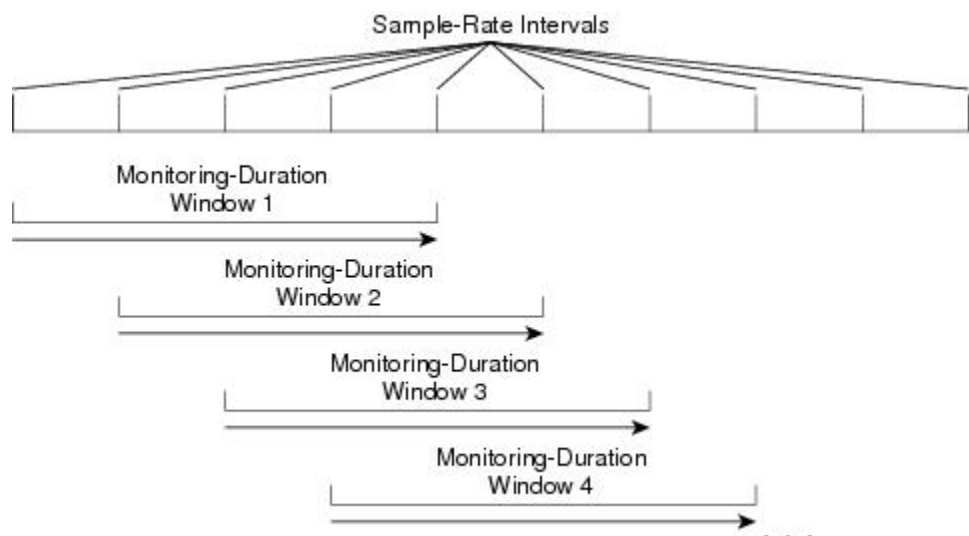 Sample-Rate Intervals
Monitoring-Duration
Window 1
Monitoring-Duration
Window 2
Monitoring-Duration
Window 3
Monitoring-Duration
Window 4